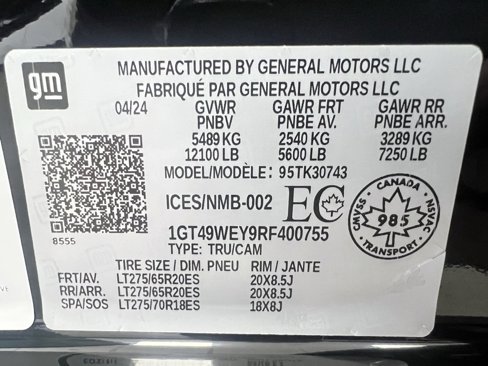 gm
MANUFACTURED BY GENERAL MOTORS LLC
FABRIQUÉ PAR GENERAL MOTORS LLC
04/24 GVWR GAWR FRT GAWR RR
PNBV PNBE AV. PNBE ARR.
5489 KG 2540 KG 3289 KG
12100 LB 5600 LB 7250 LB
MODEL/MODÈLE: 95TK30743
ICES/NMB-002 EC
CANADA
CMVSS 985 NSVAC
TRANSPORT
8555
1GT49WEY9RF400755
TYPE: TRU/CAM
TIRE SIZE / DIM. PNEU RIM / JANTE
FRT/AV. LT275/65R20ES 20X8.5J
RR/ARR. LT275/65R20ES 20X8.5J
SPA/SOS LT275/70R18ES 18X8J